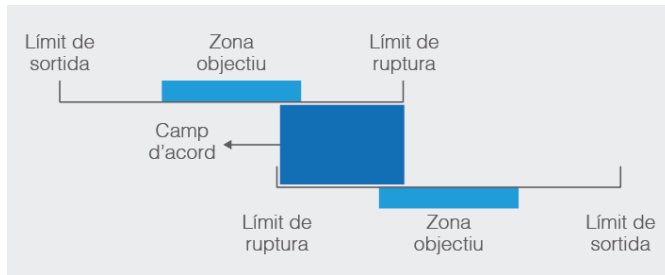 Límit de
sortida
Zona
objectiu
Límit de
ruptura
Camp
d'acord
Límit de
ruptura
Zona
objectiu
Límit de
sortida